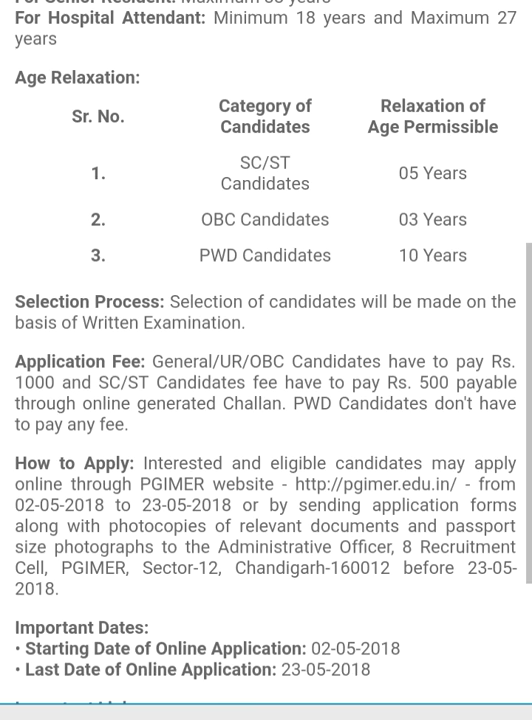 For Hospital Attendant: Minimum 18 years and Maximum 27
years
Age Relaxation:
Sr. No.
Category of
Candidates
Relaxation of
Age Permissible
1.
SC/ST
Candidates
05 Years
2.
OBC Candidates
03 Years
3.
PWD Candidates
10 Years
Selection Process: Selection of candidates will be made on the
basis of Written Examination.
Application Fee: General/UR/OBC Candidates have to pay Rs.
1000 and SC/ST Candidates fee have to pay Rs. 500 payable
through online generated Challan. PWD Candidates don't have
to pay any fee.
How to Apply: Interested and eligible candidates may apply
online through PGIMER website - http://pgimer.edu.in/ - from
02-05-2018 to 23-05-2018 or by sending application forms
along with photocopies of relevant documents and passport
size photographs to the Administrative Officer, 8 Recruitment
Cell, PGIMER, Sector-12, Chandigarh-160012 before 23-05-
2018.
Important Dates:
• Starting Date of Online Application: 02-05-2018
• Last Date of Online Application: 23-05-2018